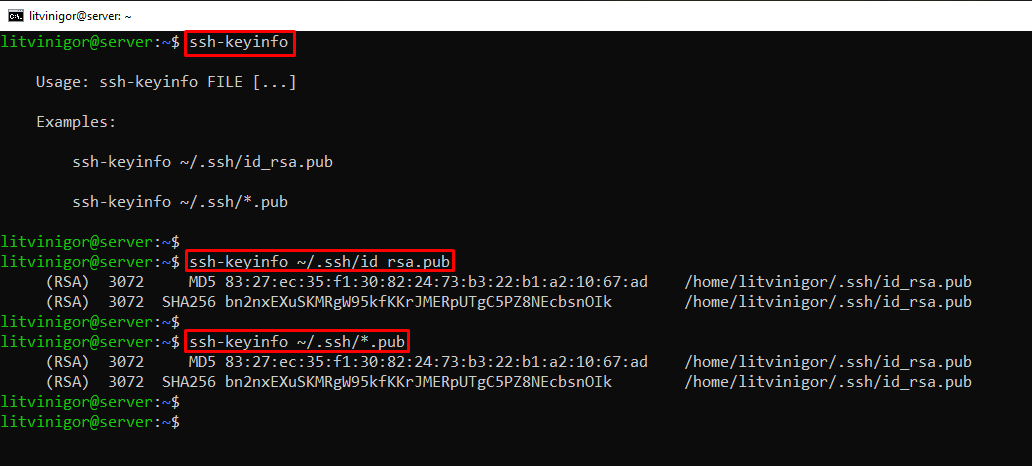 litvinigor@server: ~
litvinigor@server:~$ ssh-keyinfo
Usage: ssh-keyinfo FILE [...]
Examples:
ssh-keyinfo ~/.ssh/id_rsa.pub
ssh-keyinfo ~/.ssh/*.pub
litvinigor@server:~$
litvinigor@server:~$ ssh-keyinfo ~/.ssh/id_rsa.pub
(RSA) 3072 MD5 83:27:ec:35:f1:30:82:24:73:b3:22:b1:a2:10:67:ad /home/litvinigor/.ssh/id_rsa.pub
(RSA) 3072 SHA256 bn2nxEXuSKMRgW95kfKKrJMERpUTgC5PZ8NEcbsnOIk /home/litvinigor/.ssh/id_rsa.pub
litvinigor@server:~$
litvinigor@server:~$ ssh-keyinfo ~/.ssh/*.pub
(RSA) 3072 MD5 83:27:ec:35:f1:30:82:24:73:b3:22:b1:a2:10:67:ad /home/litvinigor/.ssh/id_rsa.pub
(RSA) 3072 SHA256 bn2nxEXuSKMRgW95kfKKrJMERpUTgC5PZ8NEcbsnOIk /home/litvinigor/.ssh/id_rsa.pub
litvinigor@server:~$
litvinigor@server:~$